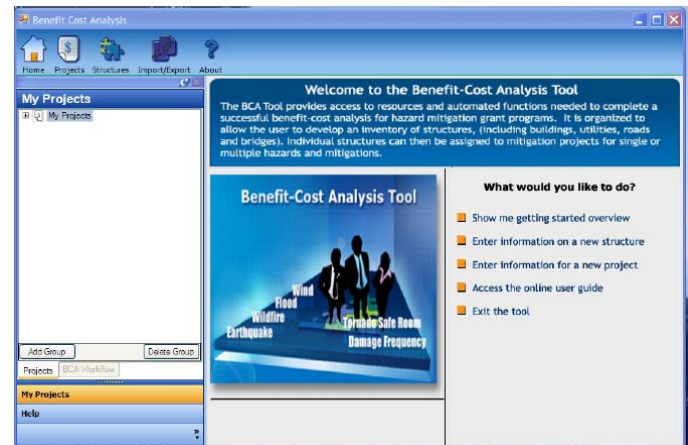 Benefit Cost Analysis
Home Projects Structures Import/Export About
My Projects
My Projects
Add Group Delete Group
Projects BCA Workflow
My Projects
Help
Welcome to the Benefit-Cost Analysis Tool
The BCA Tool provides access to resources and automated functions needed to complete a
successful benefit-cost analysis for hazard mitigation grant programs. It is organized to
allow the user to develop an inventory of structures, (including buildings, utilities, roads
and bridges). Individual structures can then be assigned to mitigation projects for single or
multiple hazards and mitigations.
Benefit-Cost Analysis Tool
Wind
Flood
Wildfire
Earthquake
Tornado Safe Room
Damage Frequency
What would you like to do?
Show me getting started overview
Enter information on a new structure
Enter information for a new project
Access the online user guide
Exit the tool